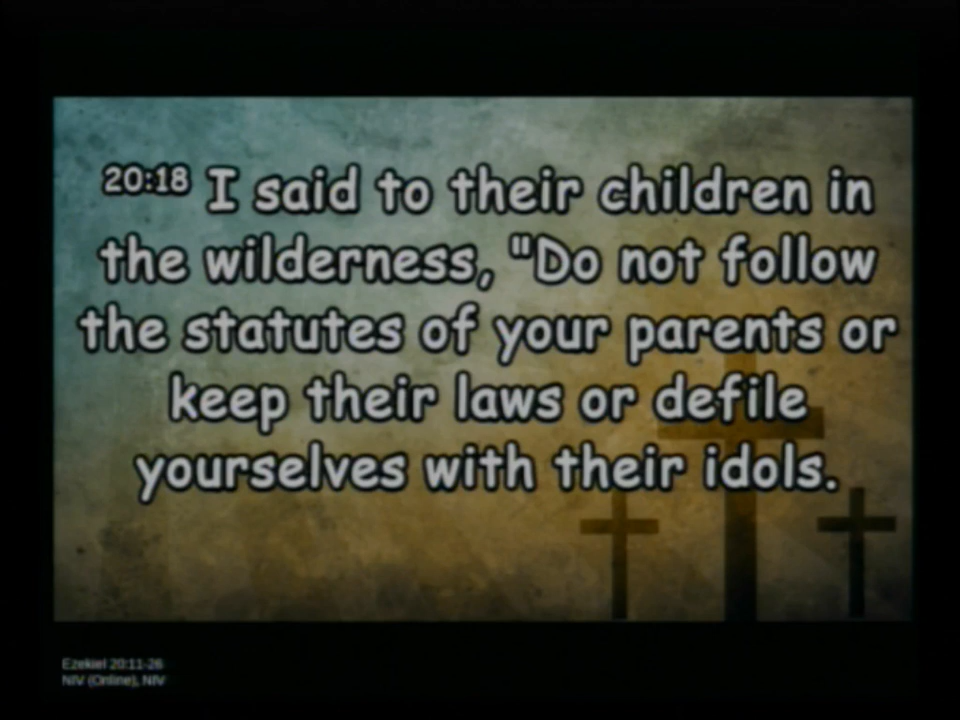 20:18 I said to their children in
the wilderness, "Do not follow
the statutes of your parents or
keep their laws or defile
yourselves with their idols.
Ezekiel 20:11-26
NIV (Online), NIV